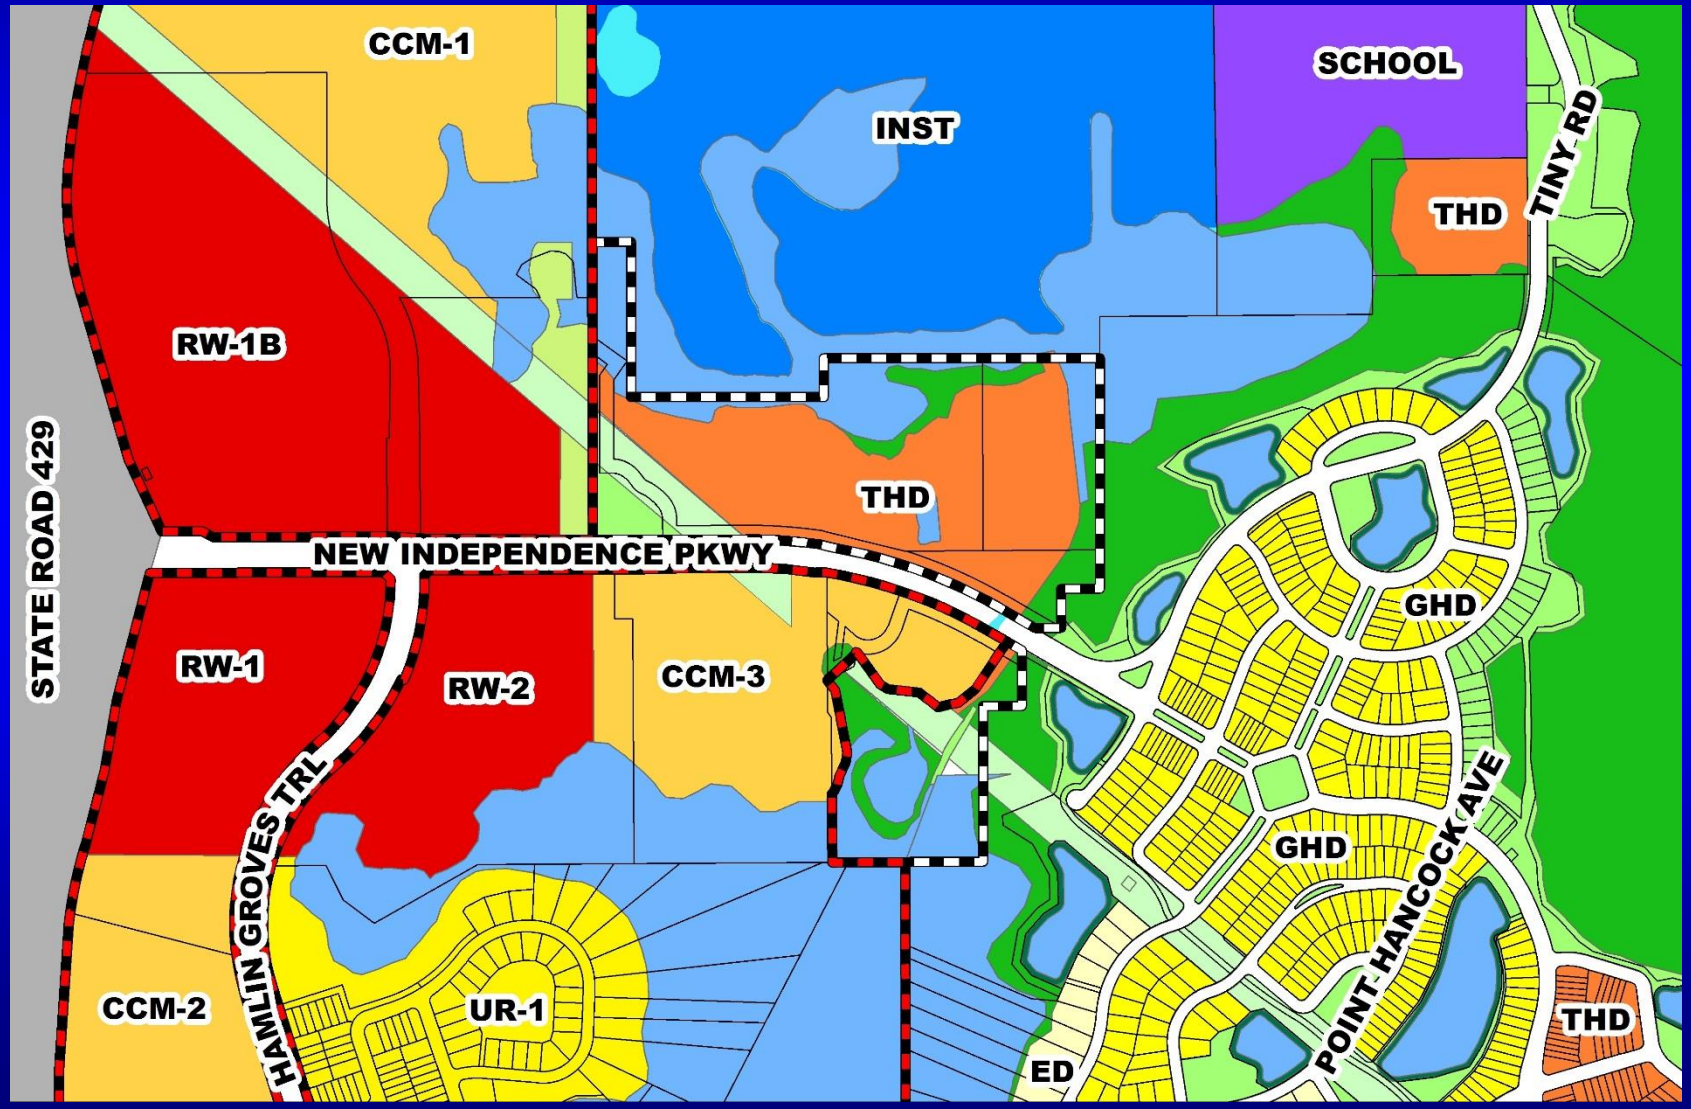 CCM-1
SCHOOL
INST
TINY RD
THD
RW-1B
STATE ROAD 429
THD
NEW INDEPENDENCE PKWY
GHD
RW-1
RW-2
CCM-3
HAMLIN GROVES TRL
GHD
POINT HANCOCK AVE
CCM-2
UR-1
THD
ED